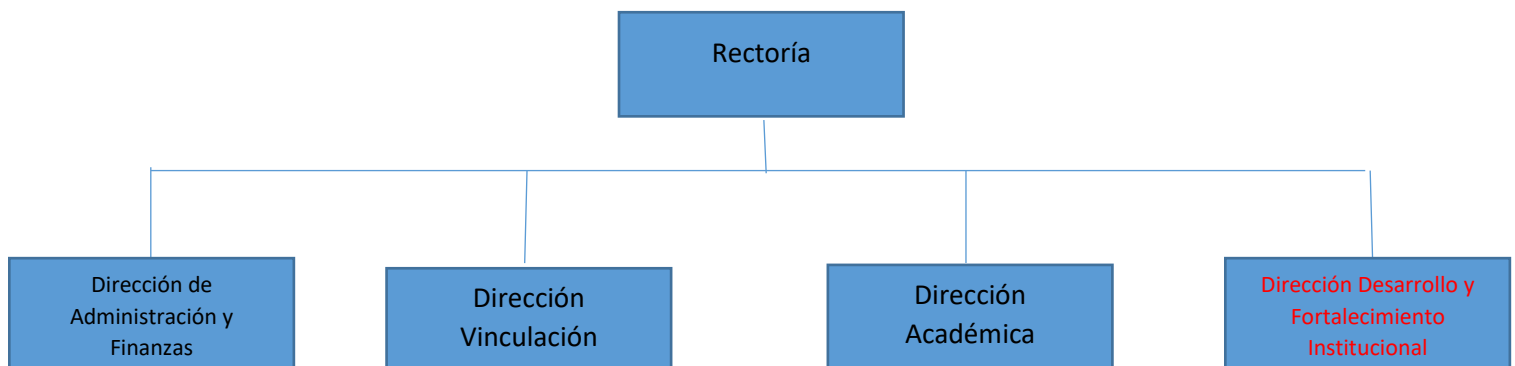 Rectoría
Dirección de
Administración y
Finanzas
Dirección
Vinculación
Dirección
Académica
Dirección Desarrollo y
Fortalecimiento
Institucional